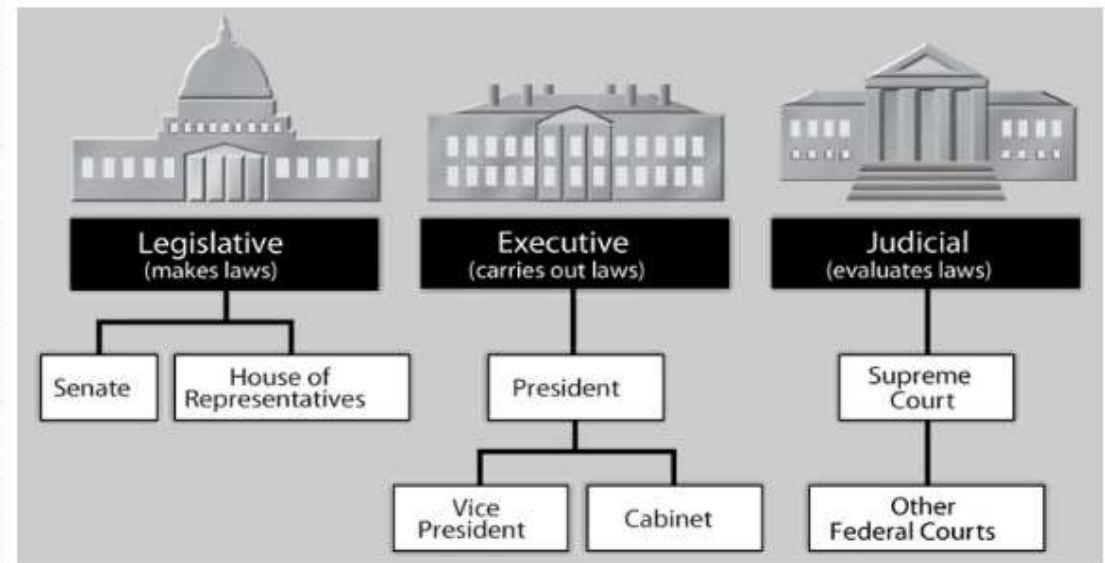 Legislative
(makes laws)
Executive
(carries out laws)
Judicial
(evaluates laws)
Senate
House of
Representatives
President
Supreme
Court
Vice
President
Cabinet
Other
Federal Courts